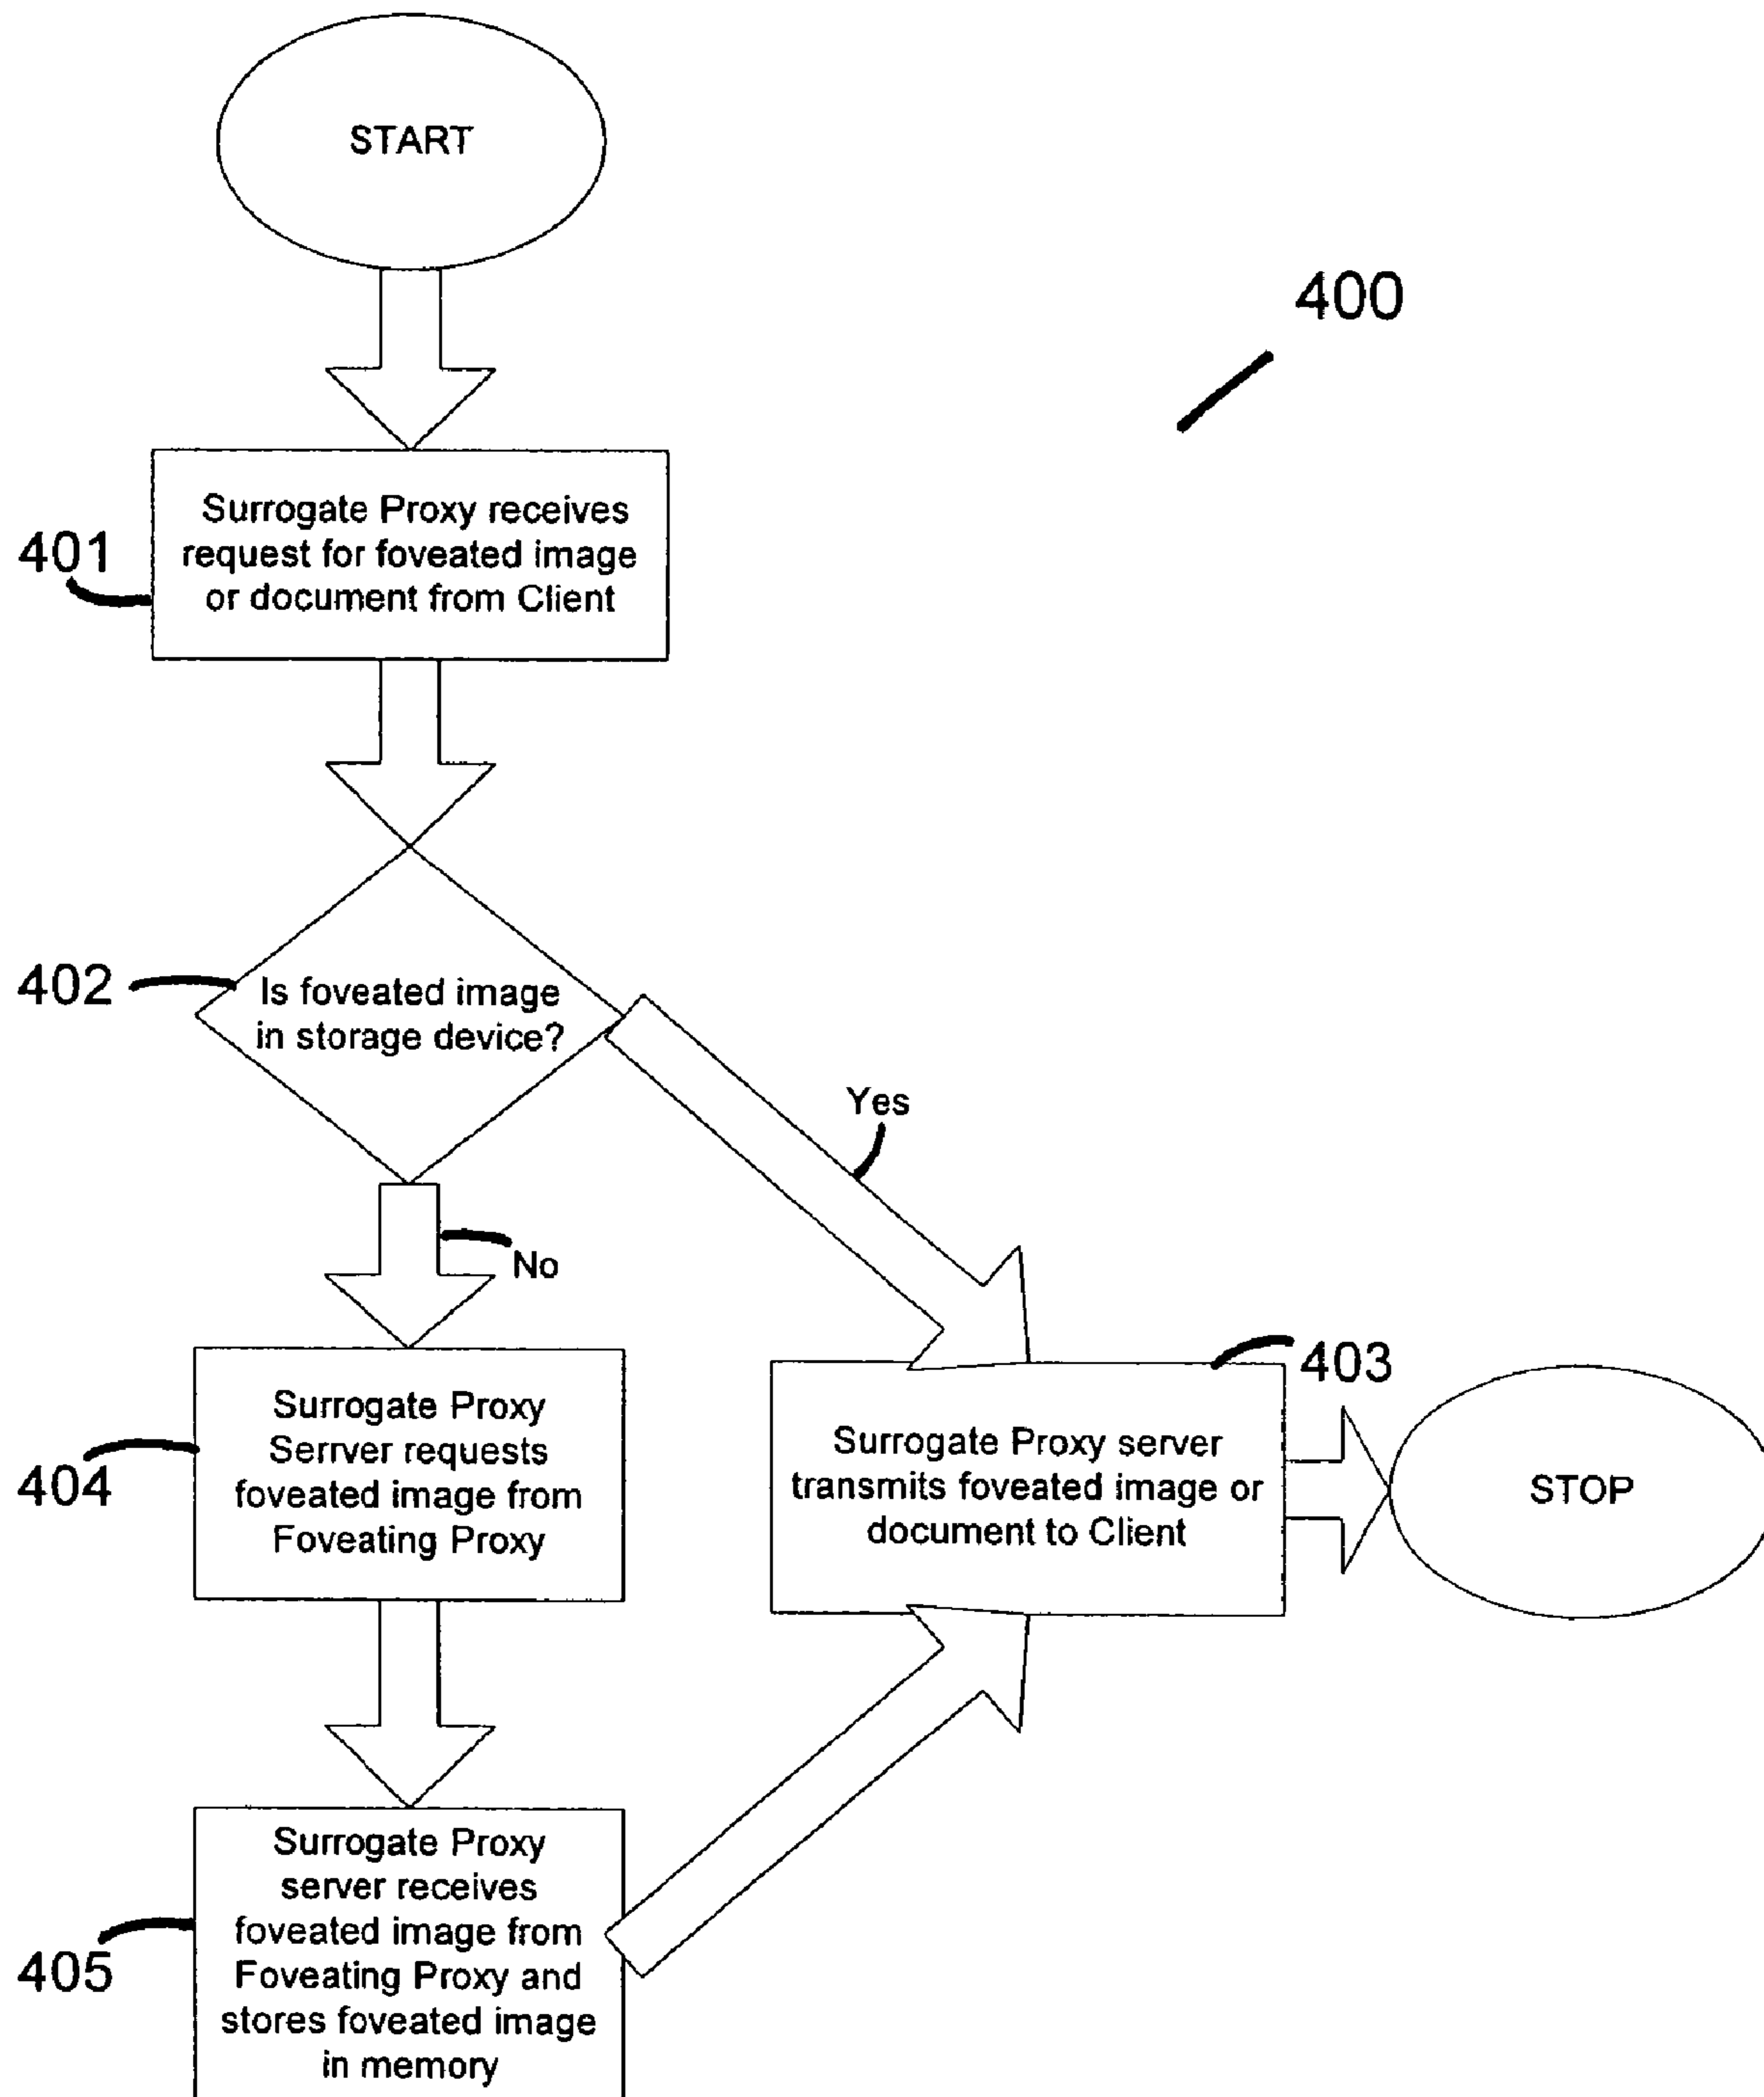 START
400
401
Surrogate Proxy receives
request for foveated image
or document from Client
402
Is foveated image
in storage device?
Yes
No
404
Surrogate Proxy
Serrver requests
foveated image from
Foveating Proxy
403
Surrogate Proxy server
transmits foveated image or
document to Client
STOP
405
Surrogate Proxy
server receives
foveated image from
Foveating Proxy and
stores foveated image
in memory